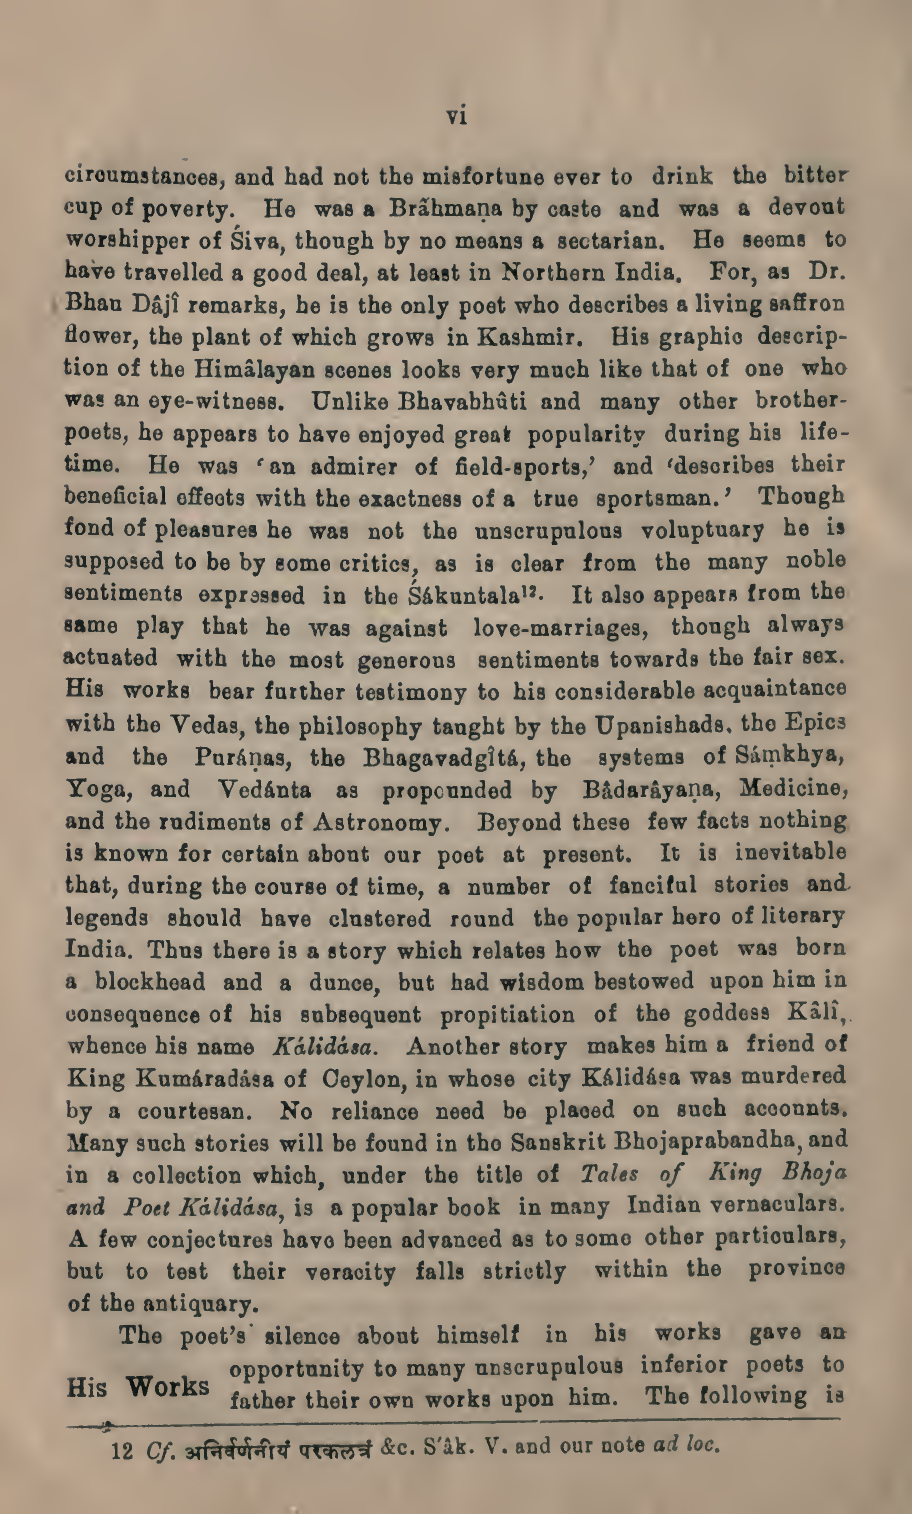 vi
circumstances, and had not the misfortune ever to drink the bitter
cup of poverty. He was a Brãhmaṇa by caste and was a devout
worshipper of Śiva, though by no means a sectarian. He seems to
have travelled a good deal, at least in Northern India. For, as Dr.
Bhau Dâjî remarks, he is the only poet who describes a living saffron
flower, the plant of which grows in Kashmir. His graphic descrip-
tion of the Himâlayan scenes looks very much like that of one who
was an eye-witness. Unlike Bhavabhûti and many other brother-
poets, he appears to have enjoyed great popularity during his life-
time. He was ‘an admirer of field-sports,’ and ‘describes their
beneficial effects with the exactness of a true sportsman.’ Though
fond of pleasures he was not the unscrupulous voluptuary he is
supposed to be by some critics, as is clear from the many noble
sentiments expressed in the Śákuntala¹². It also appears from the
same play that he was against love-marriages, though always
actuated with the most generous sentiments towards the fair sex.
His works bear further testimony to his considerable acquaintance
with the Vedas, the philosophy taught by the Upanishads, the Epics
and the Puráṇas, the Bhagavadgîtá, the systems of Sáṃkhya,
Yoga, and Vedánta as propounded by Bâdarâyaṇa, Medicine,
and the rudiments of Astronomy. Beyond these few facts nothing
is known for certain about our poet at present. It is inevitable
that, during the course of time, a number of fanciful stories and
legends should have clustered round the popular hero of literary
India. Thus there is a story which relates how the poet was born
a blockhead and a dunce, but had wisdom bestowed upon him in
consequence of his subsequent propitiation of the goddess Kâlî,
whence his name Kálidása. Another story makes him a friend of
King Kumáradása of Ceylon, in whose city Kálidása was murdered
by a courtesan. No reliance need be placed on such accounts.
Many such stories will be found in the Sanskrit Bhojaprabandha, and
in a collection which, under the title of Tales of King Bhoja
and Poet Kálidása, is a popular book in many Indian vernaculars.
A few conjectures have been advanced as to some other particulars,
but to test their veracity falls strictly within the province
of the antiquary.
The poet's silence about himself in his works gave an
His Works
opportunity to many unscrupulous inferior poets to
father their own works upon him. The following is
12 Cf. अनिर्वर्णनीयं परकलत्रं &c. S'âk. V. and our note ad loc.